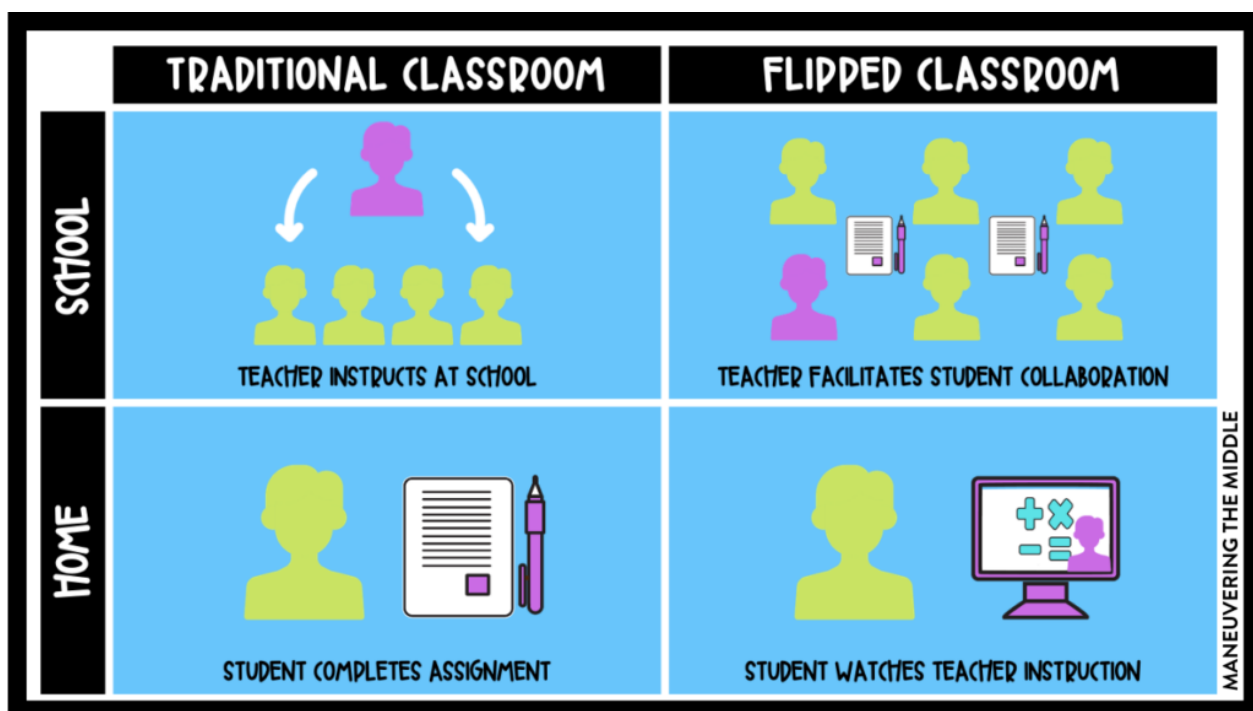 TRADITIONAL CLASSROOM
FLIPPED CLASSROOM
SCHOOL
TEACHER INSTRUCTS AT SCHOOL
TEACHER FACILITATES STUDENT COLLABORATION
HOME
STUDENT COMPLETES ASSIGNMENT
STUDENT WATCHES TEACHER INSTRUCTION
MANEUVERING THE MIDDLE